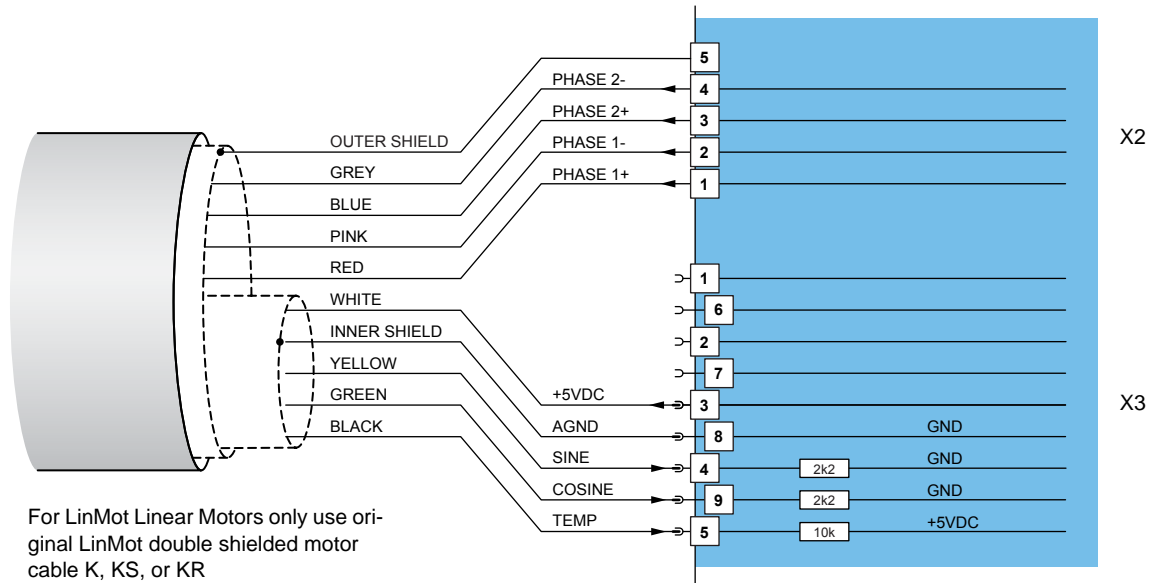 5
PHASE 2-
4
PHASE 2+
3
X2
OUTER SHIELD
PHASE 1-
2
GREY
PHASE 1+
1
BLUE
PINK
RED
1
WHITE
6
INNER SHIELD
2
YELLOW
7
GREEN
+5VDC
3
X3
BLACK
AGND
8
GND
SINE
4
2k2
GND
COSINE
9
2k2
GND
TEMP
5
10k
+5VDC
For LinMot Linear Motors only use ori-
ginal LinMot double shielded motor
cable K, KS, or KR